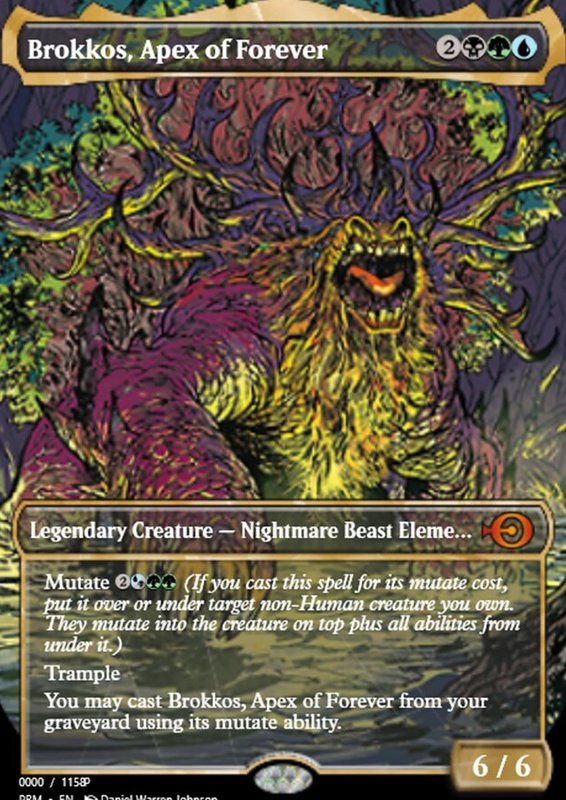 Brokkos, Apex of Forever
2
Legendary Creature — Nightmare Beast Eleme...
Mutate 2 (If you cast this spell for its mutate cost,
put it over or under target non-Human creature you own.
They mutate into the creature on top plus all abilities from
under it.)
Trample
You may cast Brokkos, Apex of Forever from your
graveyard using its mutate ability.
6 / 6
0000 / 1158P
PRM • EN Daniel Warren Johnson